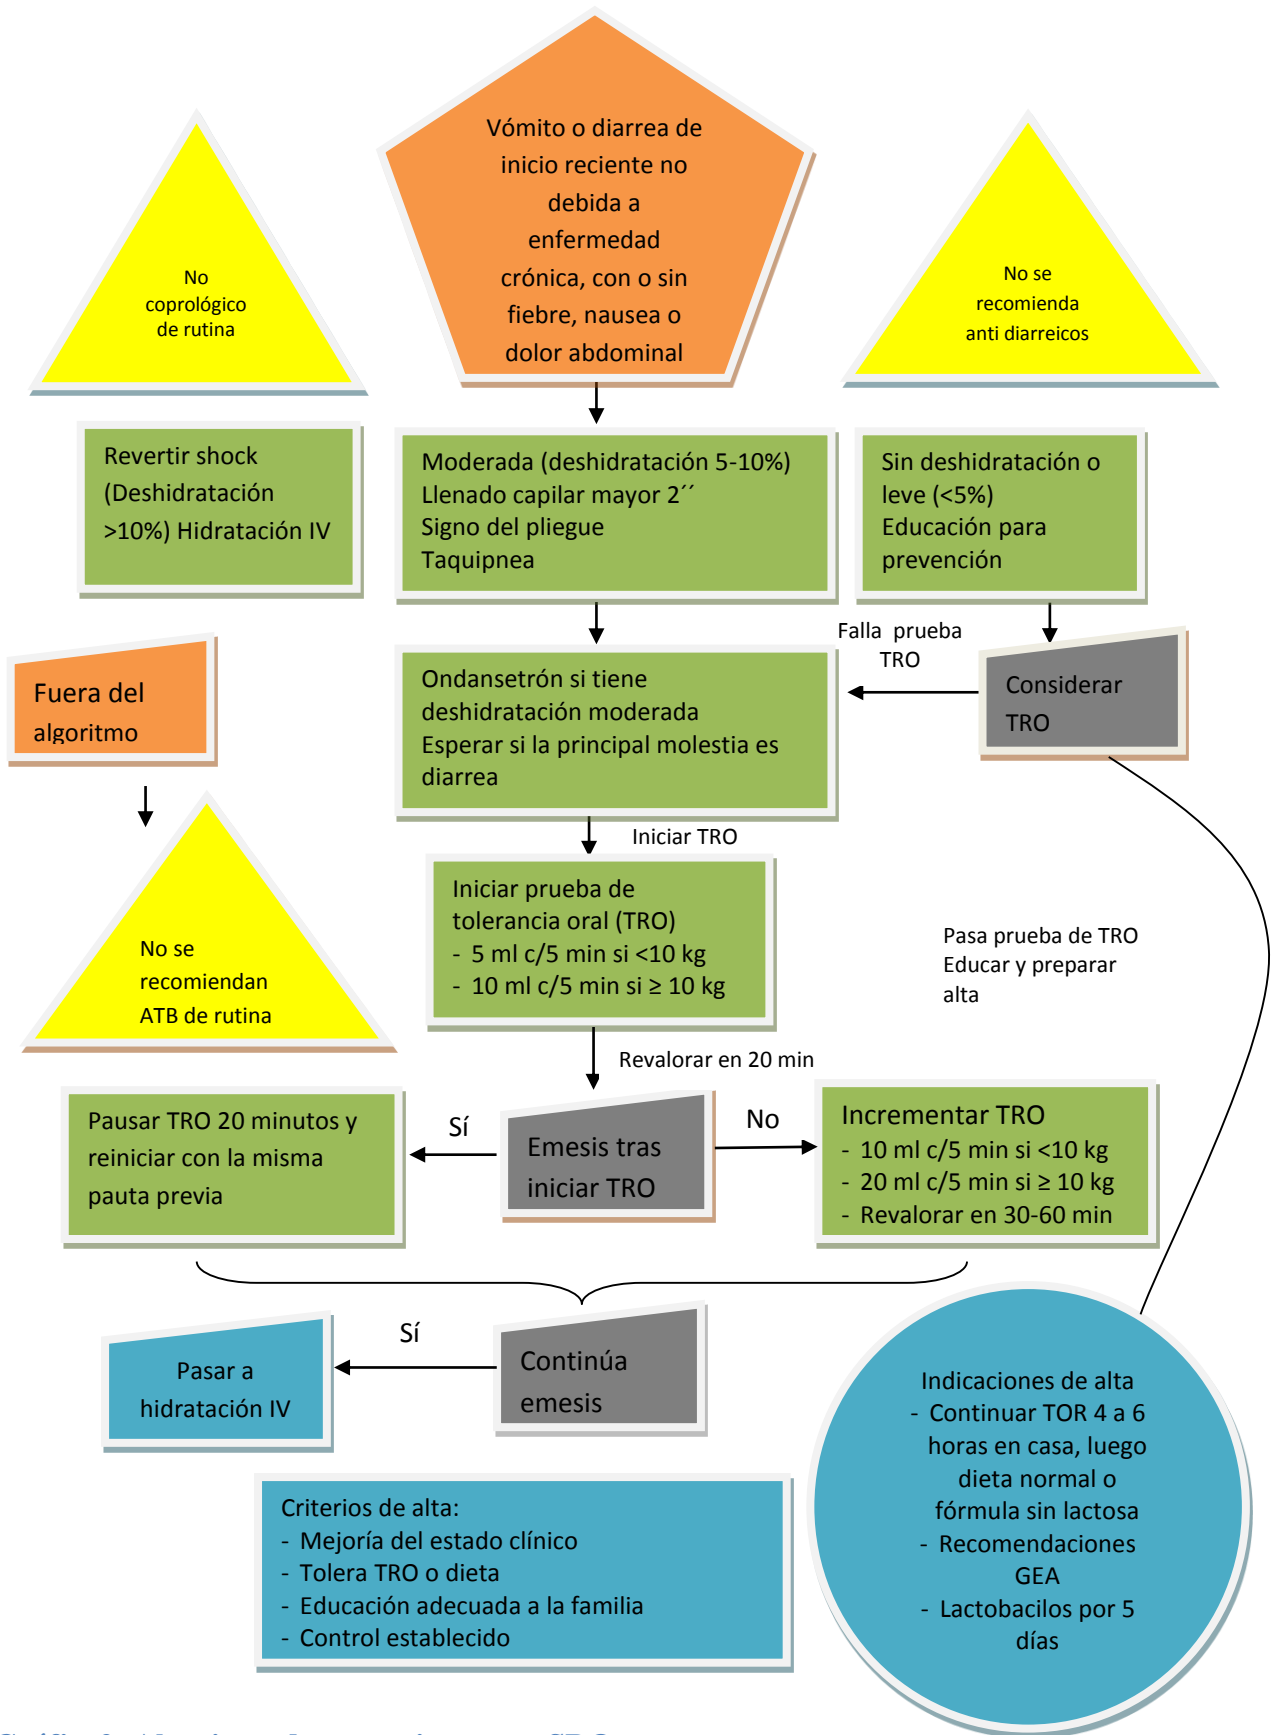 Vómito o diarrea de
inicio reciente no
debida a
enfermedad
crónica, con o sin
fiebre, nausea o
dolor abdominal
No
coprológico
de rutina
No se
recomienda
anti diarreicos
Revertir shock
(Deshidratación
>10%) Hidratación IV
Moderada (deshidratación 5-10%)
Llenado capilar mayor 2´´
Signo del pliegue
Taquipnea
Sin deshidratación o
leve (<5%)
Educación para
prevención
Falla prueba
TRO
Fuera del
algoritmo
Ondansetrón si tiene
deshidratación moderada
Esperar si la principal molestia es
diarrea
Considerar
TRO
Iniciar TRO
Iniciar prueba de
tolerancia oral (TRO)
- 5 ml c/5 min si <10 kg
- 10 ml c/5 min si ≥ 10 kg
No se
recomiendan
ATB de rutina
Pasa prueba de TRO
Educar y preparar
alta
Revalorar en 20 min
Pausar TRO 20 minutos y
reiniciar con la misma
pauta previa
Sí
Emesis tras
iniciar TRO
No
Incrementar TRO
- 10 ml c/5 min si <10 kg
- 20 ml c/5 min si ≥ 10 kg
- Revalorar en 30-60 min
Pasar a
hidratación IV
Sí
Continúa
emesis
Indicaciones de alta
- Continuar TOR 4 a 6
horas en casa, luego
dieta normal o
fórmula sin lactosa
- Recomendaciones
GEA
- Lactobacilos por 5
días
Criterios de alta:
- Mejoría del estado clínico
- Tolera TRO o dieta
- Educación adecuada a la familia
- Control establecido